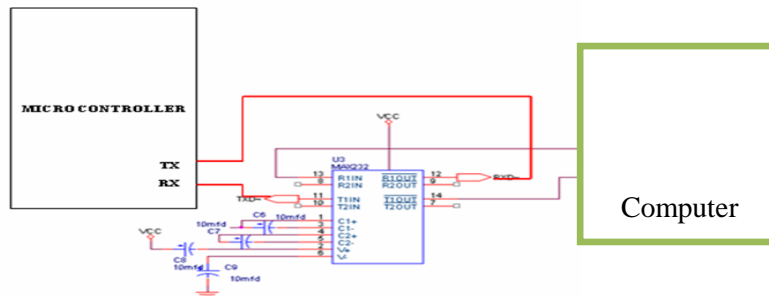 MICROCONTROLLER
TX
RX
VCC
U3
MAX232
13 R1IN R1OUT 12 RXD-
8 R2IN R2OUT 9
TXD- 11 T1IN T1OUT 14
10 T2IN T2OUT 7
C6
10mfd 10mfd
1 C1+
3 C1-
C7
4 C2+
5 C2-
VCC
2 V+
6 V-
C8
10mfd
C9
10mfd
Computer